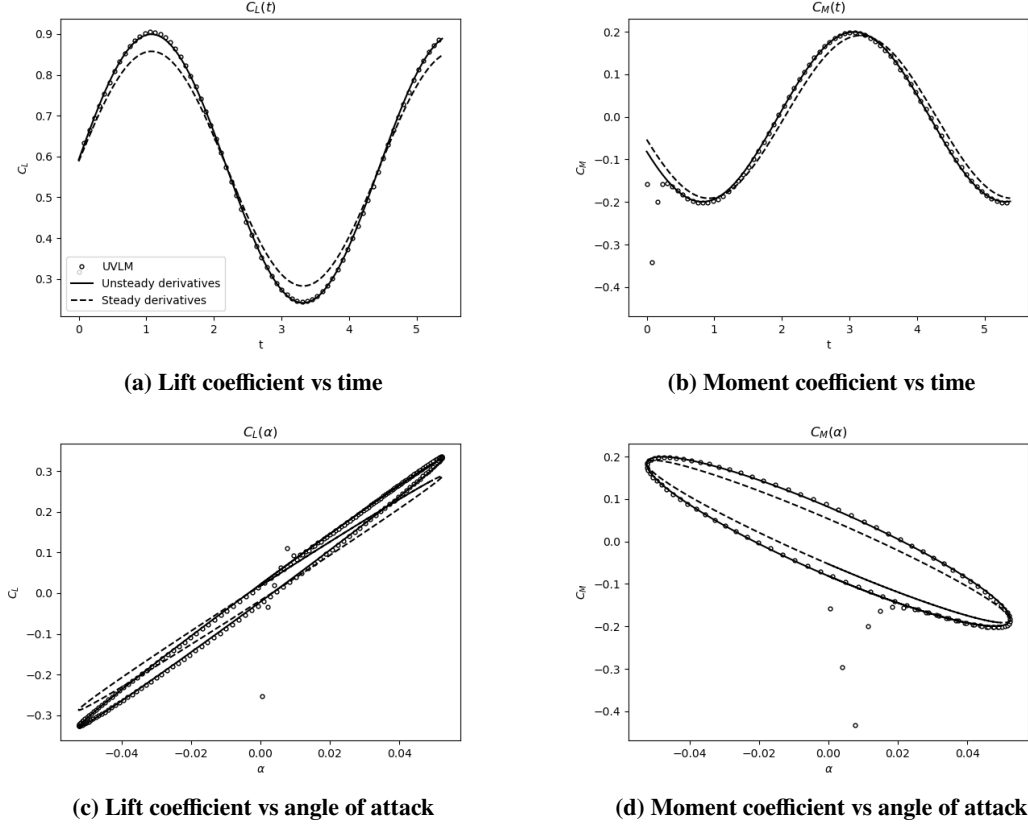 C_L(t)
0.9
0.8
0.7
0.6
0.5
0.4
0.3
C_L
UVLM
Unsteady derivatives
Steady derivatives
0 1 2 3 4 5
t
(a) Lift coefficient vs time
C_M(t)
0.2
0.1
0.0
−0.1
−0.2
−0.3
−0.4
C_M
0 1 2 3 4 5
t
(b) Moment coefficient vs time
C_L(α)
0.3
0.2
0.1
0.0
−0.1
−0.2
−0.3
C_L
−0.04 −0.02 0.00 0.02 0.04
α
(c) Lift coefficient vs angle of attack
C_M(α)
0.2
0.1
0.0
−0.1
−0.2
−0.3
−0.4
C_M
−0.04 −0.02 0.00 0.02 0.04
α
(d) Moment coefficient vs angle of attack